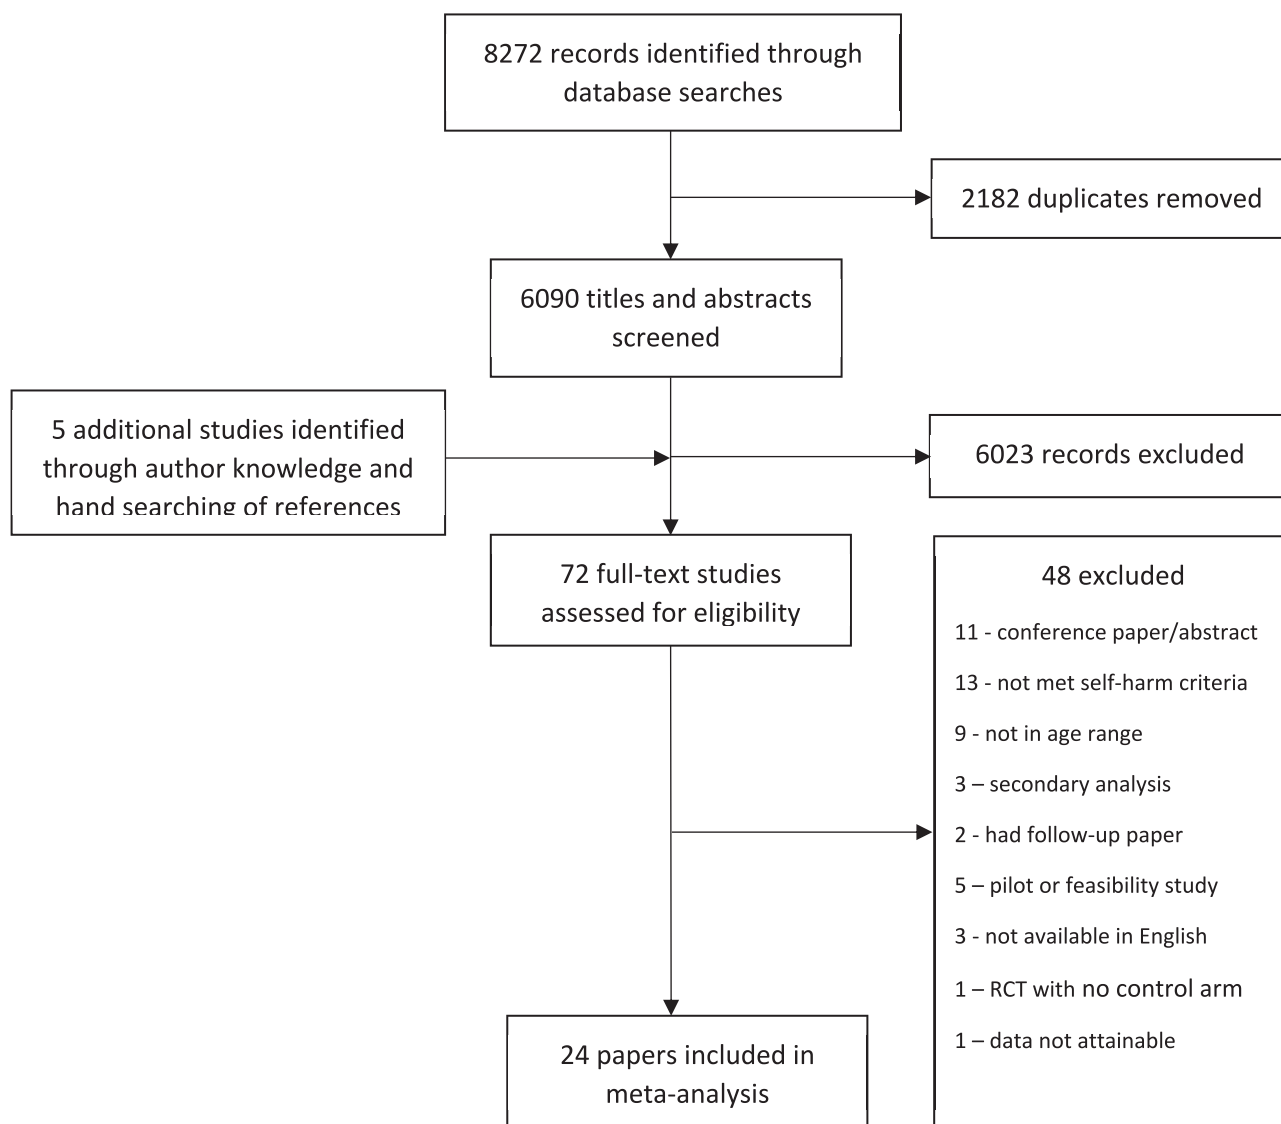 8272 records identified through
database searches
2182 duplicates removed
6090 titles and abstracts
screened
5 additional studies identified
through author knowledge and
hand searching of references
6023 records excluded
72 full-text studies
assessed for eligibility
48 excluded
11 - conference paper/abstract
13 - not met self-harm criteria
9 - not in age range
3 – secondary analysis
2 - had follow-up paper
5 – pilot or feasibility study
3 - not available in English
1 – RCT with no control arm
1 – data not attainable
24 papers included in
meta-analysis